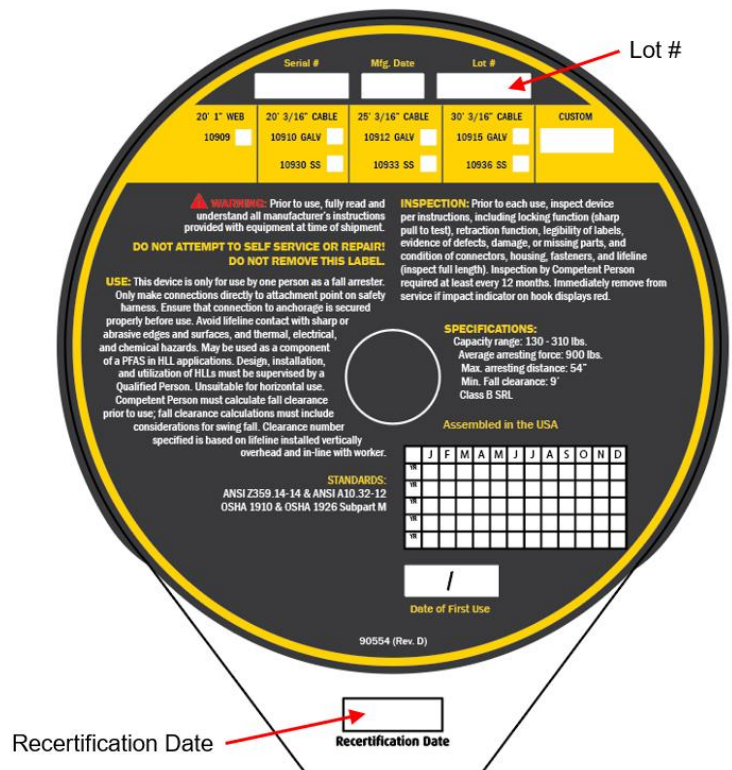 Lot #
Serial #
Mfg. Date
Lot #
20' 1" WEB
20' 3/16" CABLE
25' 3/16" CABLE
30' 3/16" CABLE
CUSTOM
10909
10910 GALV
10912 GALV
10915 GALV
10930 SS
10933 SS
10936 SS
WARNING: Prior to use, fully read and
understand all manufacturer's instructions
provided with equipment at time of shipment.
DO NOT ATTEMPT TO SELF SERVICE OR REPAIR!
DO NOT REMOVE THIS LABEL.
USE: This device is only for use by one person as a fall arrester.
Only make connections directly to attachment point on safety
harness. Ensure that connection to anchorage is secured
properly before use. Avoid lifeline contact with sharp or
abrasive edges and surfaces, and thermal, electrical,
and chemical hazards. May be used as a component
of a PFAS in HLL applications. Design, installation,
and utilization of HLLs must be supervised by a
Qualified Person. Unsuitable for horizontal use.
Competent Person must calculate fall clearance
prior to use; fall clearance calculations must include
considerations for swing fall. Clearance number
specified is based on lifeline installed vertically
overhead and in-line with worker.
STANDARDS:
ANSI Z359.14-14 & ANSI A10.32-12
OSHA 1910 & OSHA 1926 Subpart M
INSPECTION: Prior to each use, inspect device
per instructions, including locking function (sharp
pull to test), retraction function, legibility of labels,
evidence of defects, damage, or missing parts, and
condition of connectors, housing, fasteners, and lifeline
(inspect full length). Inspection by Competent Person
required at least every 12 months. Immediately remove from
service if impact indicator on hook displays red.
SPECIFICATIONS:
Capacity range: 130 - 310 lbs.
Average arresting force: 900 lbs.
Max. arresting distance: 54"
Min. Fall clearance: 9'
Class B SRL
Assembled in the USA
J F M A M J J A S O N D
YR
YR
YR
YR
YR
/
Date of First Use
90554 (Rev. D)
Recertification Date
Recertification Date